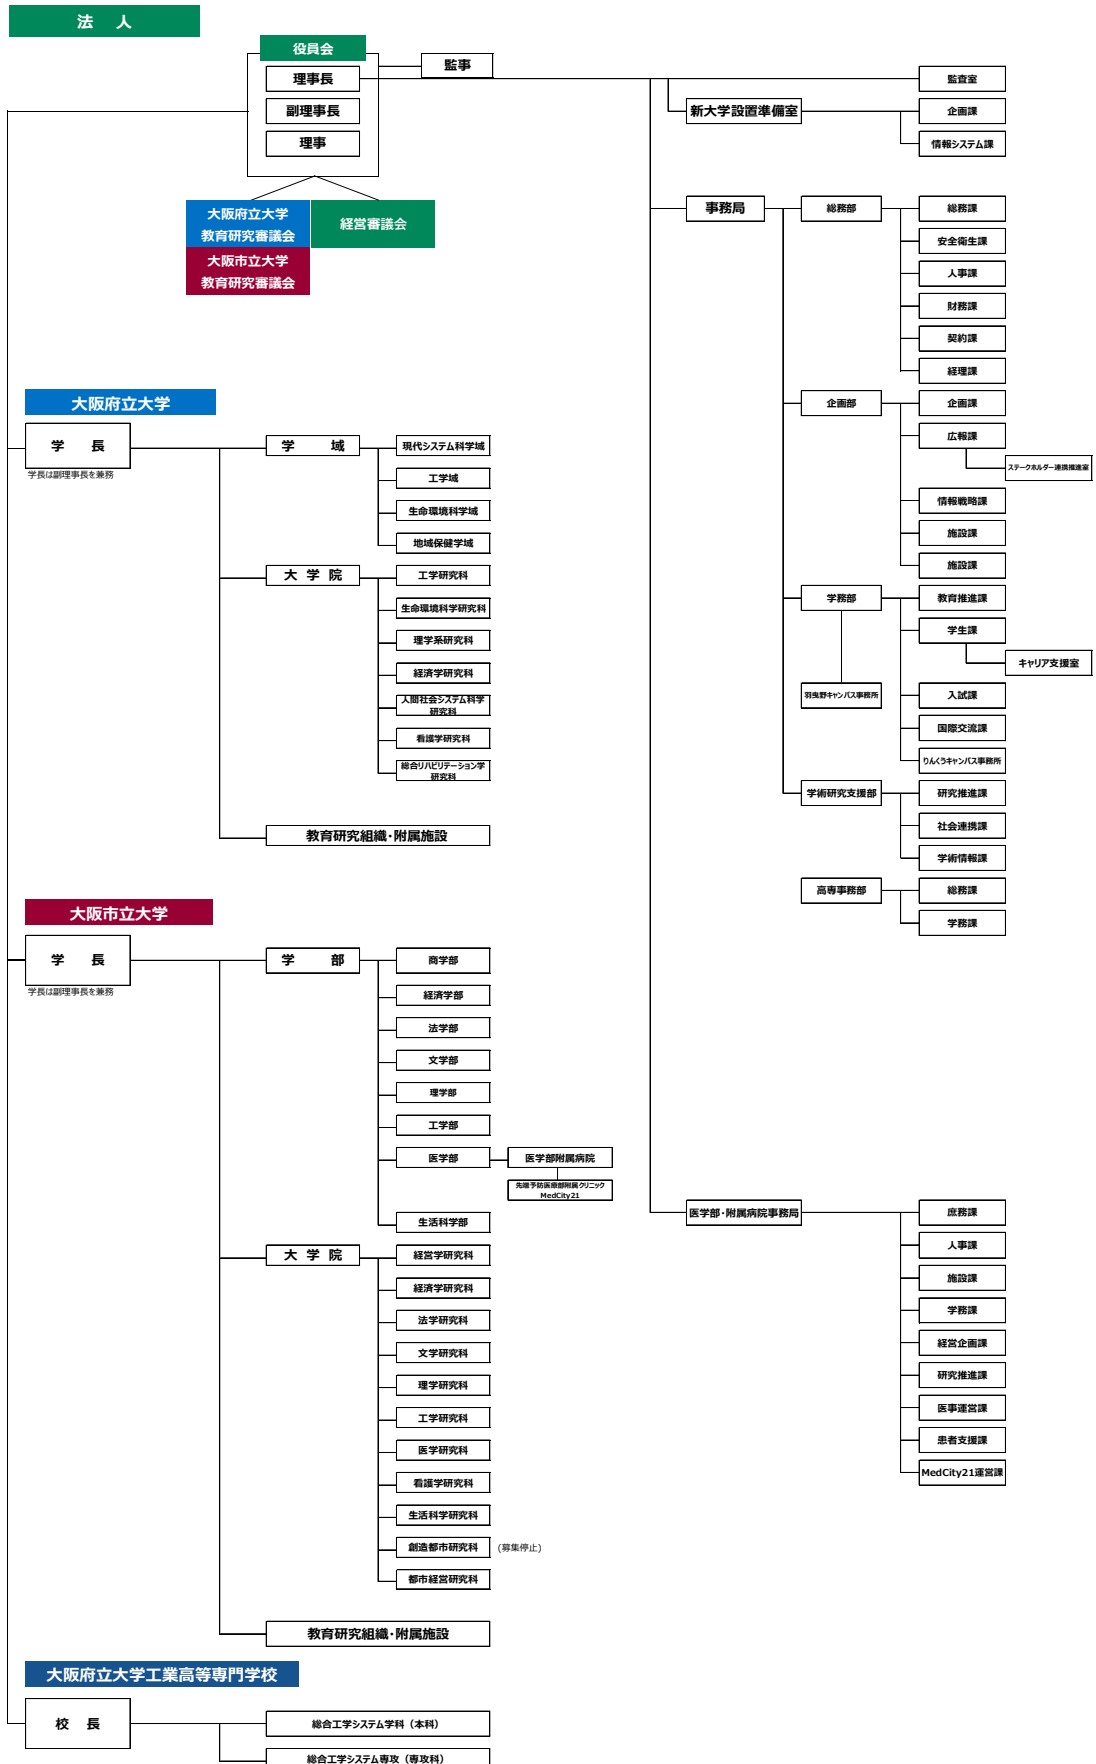 法 人
役員会
理事長
副理事長
理事
監事
大阪府立大学
教育研究審議会
経営審議会
大阪市立大学
教育研究審議会
監査室
新大学設置準備室
企画課
情報システム課
事務局
総務部
総務課
安全衛生課
人事課
財務課
契約課
経理課
企画部
企画課
広報課
ステークホルダー連携推進室
情報戦略課
施設課
施設課
学務部
教育推進課
学生課
キャリア支援室
羽曳野キャンパス事務所
入試課
国際交流課
りんくうキャンパス事務所
学術研究支援部
研究推進課
社会連携課
学術情報課
高専事務部
総務課
学務課
医学部・附属病院事務局
庶務課
人事課
施設課
学務課
経営企画課
研究推進課
医事運営課
患者支援課
MedCity21運営課
大阪府立大学
学 長
学長は副理事長を兼務
学 域
現代システム科学域
工学域
生命環境科学域
地域保健学域
大 学 院
工学研究科
生命環境科学研究科
理学系研究科
経済学研究科
人間社会システム科学
研究科
看護学研究科
総合リハビリテーション学
研究科
教育研究組織・附属施設
大阪市立大学
学 長
学長は副理事長を兼務
学 部
商学部
経済学部
法学部
文学部
理学部
工学部
医学部
医学部附属病院
先端予防医療部附属クリニック
MedCity21
生活科学部
大 学 院
経営学研究科
経済学研究科
法学研究科
文学研究科
理学研究科
工学研究科
医学研究科
看護学研究科
生活科学研究科
創造都市研究科 (募集停止)
都市経営研究科
教育研究組織・附属施設
大阪府立大学工業高等専門学校
校 長
総合工学システム学科（本科）
総合工学システム専攻（専攻科）